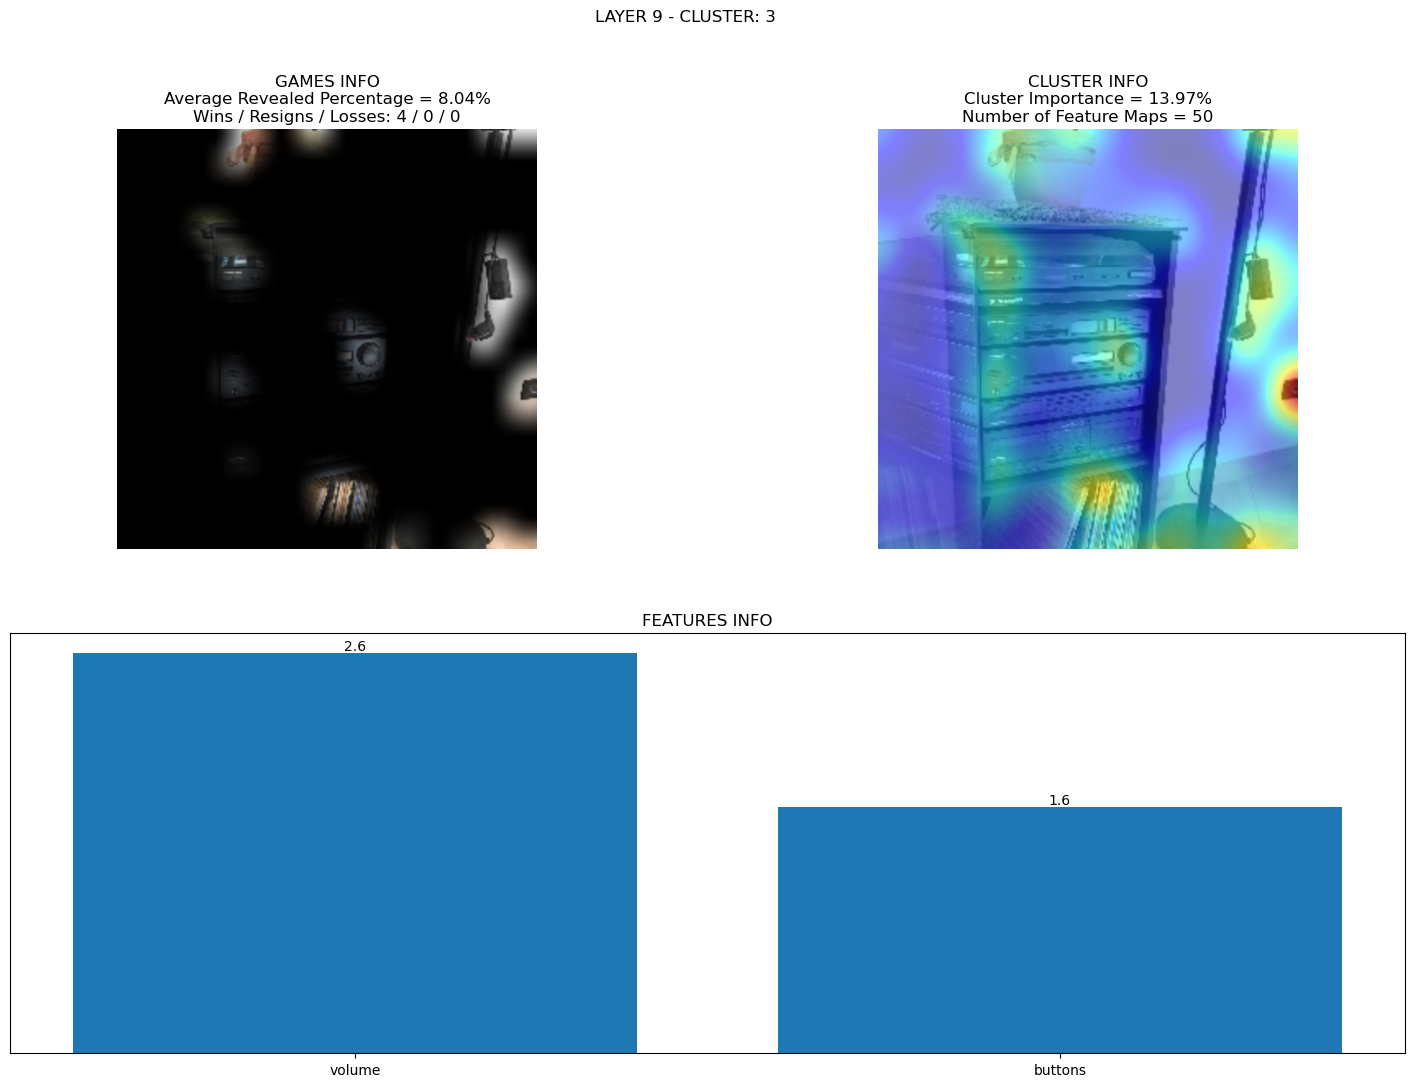 LAYER 9 - CLUSTER: 3
GAMES INFO
Average Revealed Percentage = 8.04%
Wins / Resigns / Losses: 4 / 0 / 0
CLUSTER INFO
Cluster Importance = 13.97%
Number of Feature Maps = 50
FEATURES INFO
2.6
1.6
volume
buttons